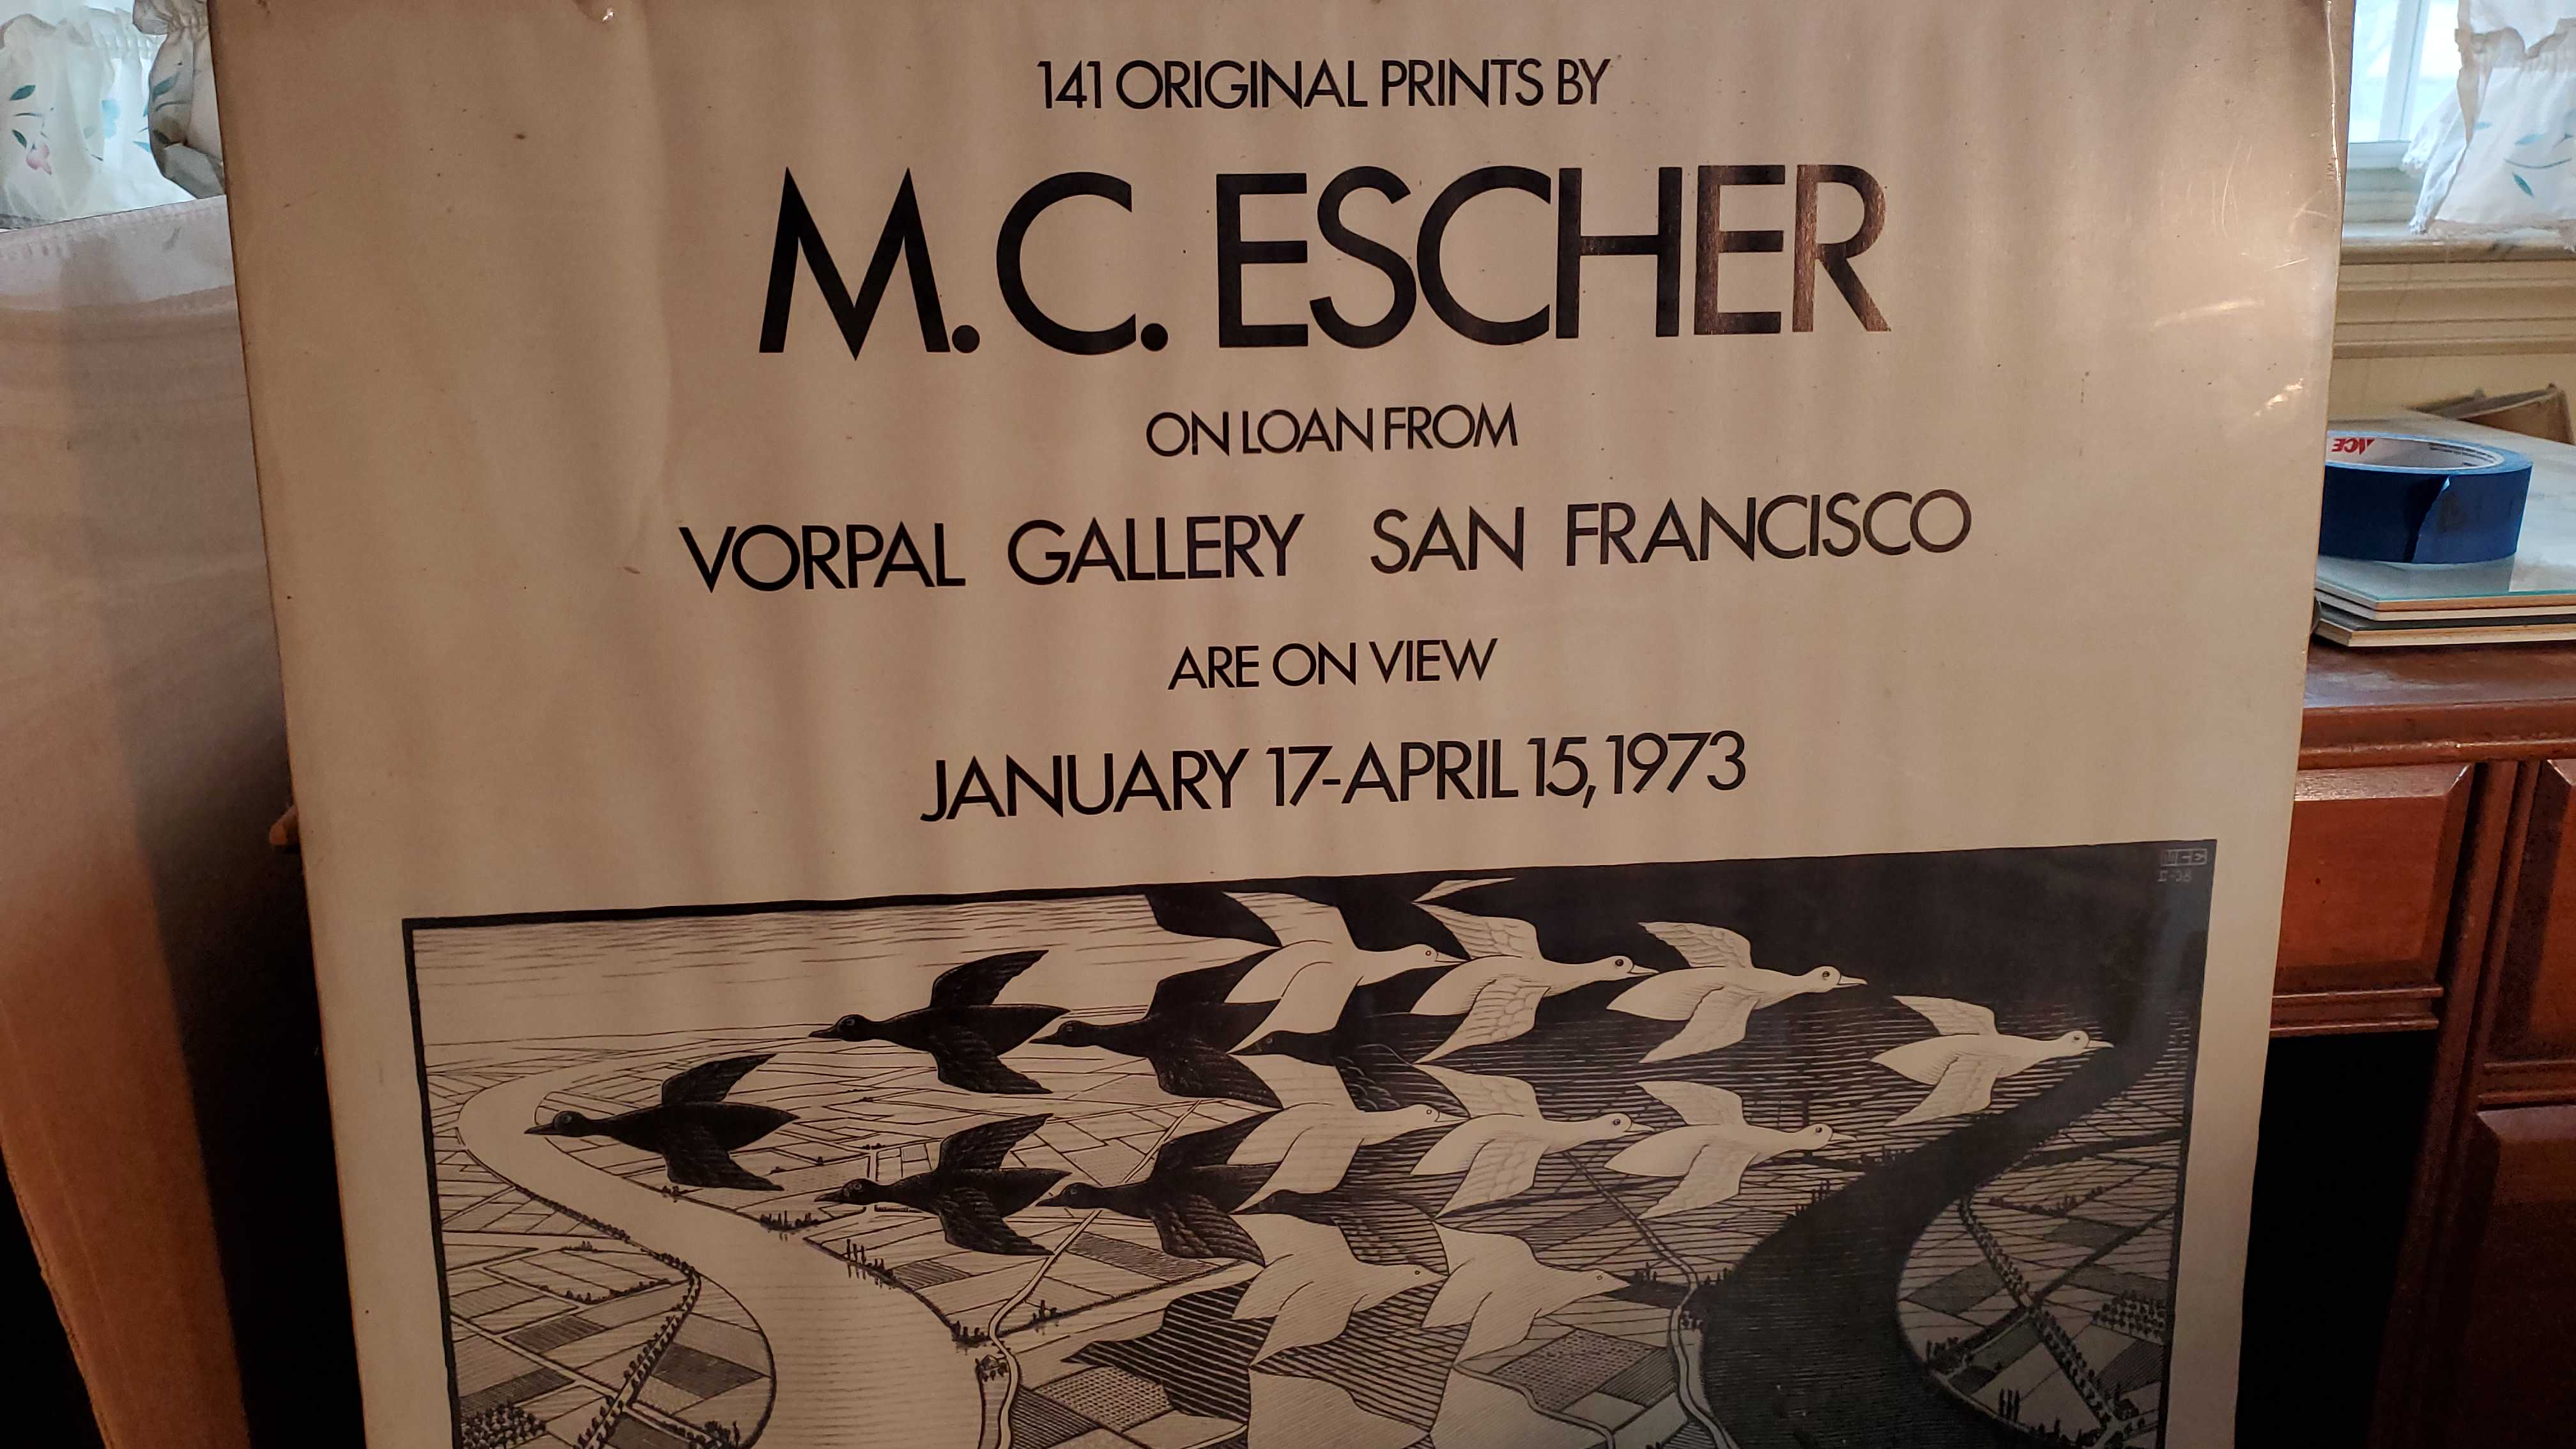 141 ORIGINAL PRINTS BY
M.C. ESCHER
ON LOAN FROM
VORPAL GALLERY SAN FRANCISCO
ARE ON VIEW
JANUARY 17-APRIL 15, 1973
ACE